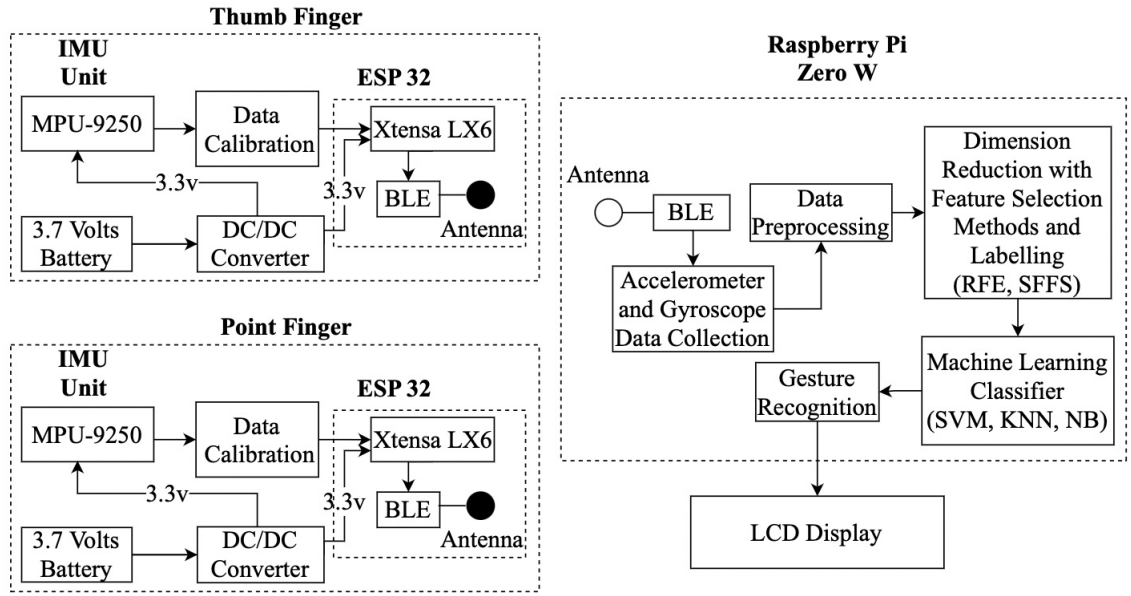 Thumb Finger
IMU
Unit
ESP 32
MPU-9250
Data
Calibration
Xtensa LX6
3.3v
3.3v
BLE
Antenna
3.7 Volts
Battery
DC/DC
Converter
Point Finger
IMU
Unit
ESP 32
MPU-9250
Data
Calibration
Xtensa LX6
3.3v
3.3v
BLE
Antenna
3.7 Volts
Battery
DC/DC
Converter
Raspberry Pi
Zero W
Antenna
BLE
Accelerometer
and Gyroscope
Data Collection
Data
Preprocessing
Dimension
Reduction with
Feature Selection
Methods and
Labelling
(RFE, SFFS)
Machine Learning
Classifier
(SVM, KNN, NB)
Gesture
Recognition
LCD Display